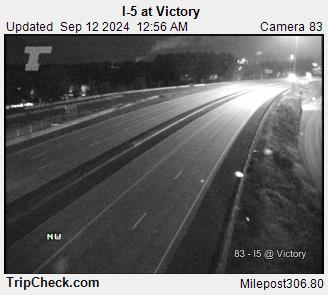 I-5 at Victory
Updated Sep 12 2024 12:56 AM Camera 83
T
NW
83 - I5 @ Victory
TripCheck.com Milepost306.80